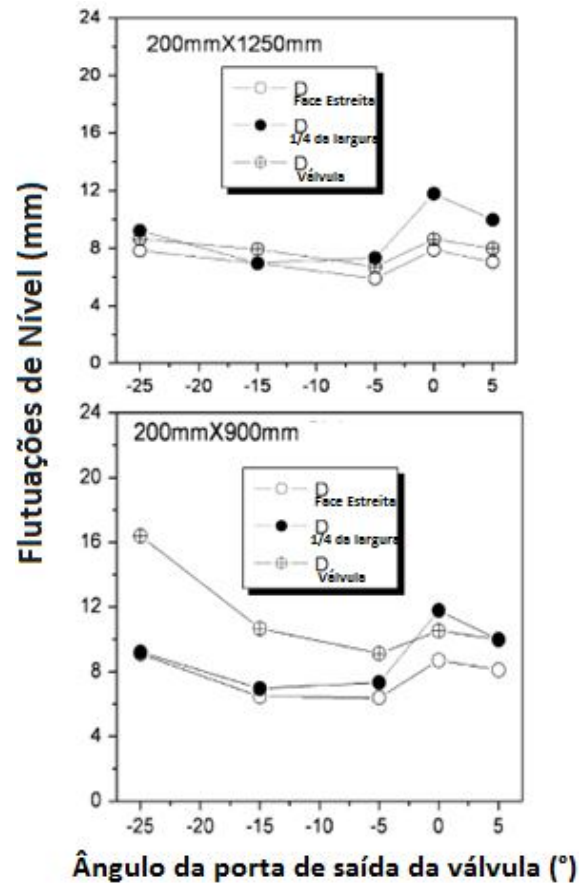 Flutuações de Nível (mm)
24
20
16
12
8
4
0
200mmX1250mm
D Face Estreita
D 1/4 da largura
D Válvula
-25 -20 -15 -10 -5 0 5
24
20
16
12
8
4
0
200mmX900mm
D Face Estreita
D 1/4 da largura
D Válvula
-25 -20 -15 -10 -5 0 5
Ângulo da porta de saída da válvula (°)